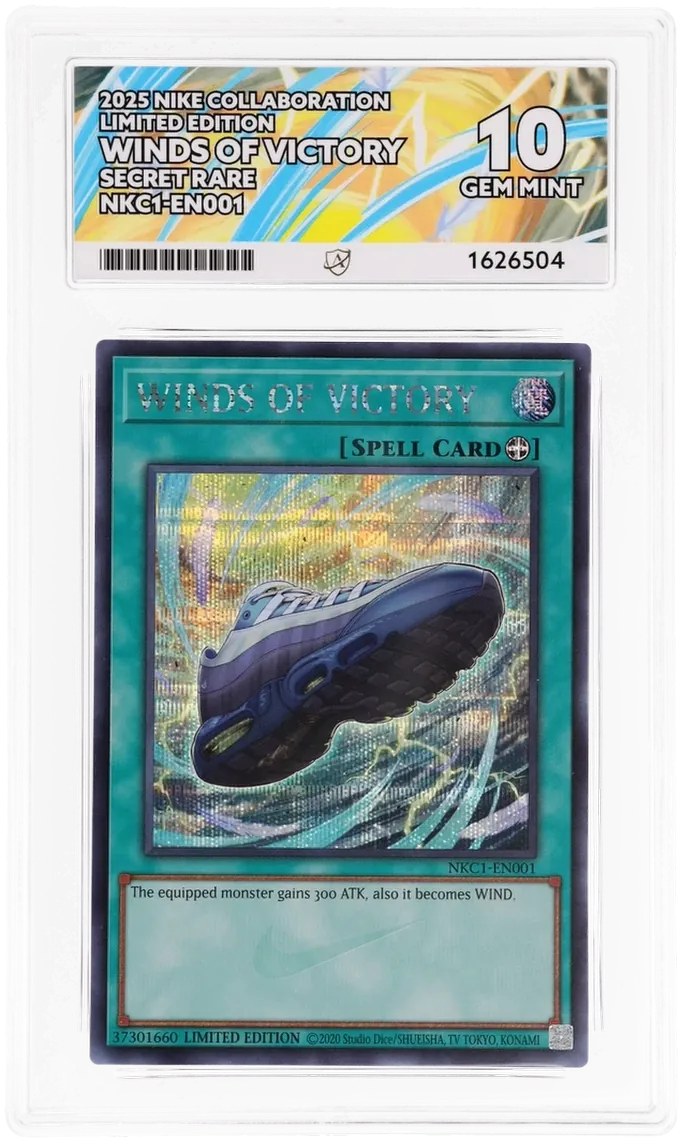 2025 NIKE COLLABORATION
LIMITED EDITION
WINDS OF VICTORY
SECRET RARE
NKC1-EN001
10
GEM MINT
1626504
WINDS OF VICTORY
[SPELL CARD]
NKC1-EN001
The equipped monster gains 300 ATK, also it becomes WIND.
37301660 LIMITED EDITION ©2020 Studio Dice/SHUEISHA, TV TOKYO, KONAMI